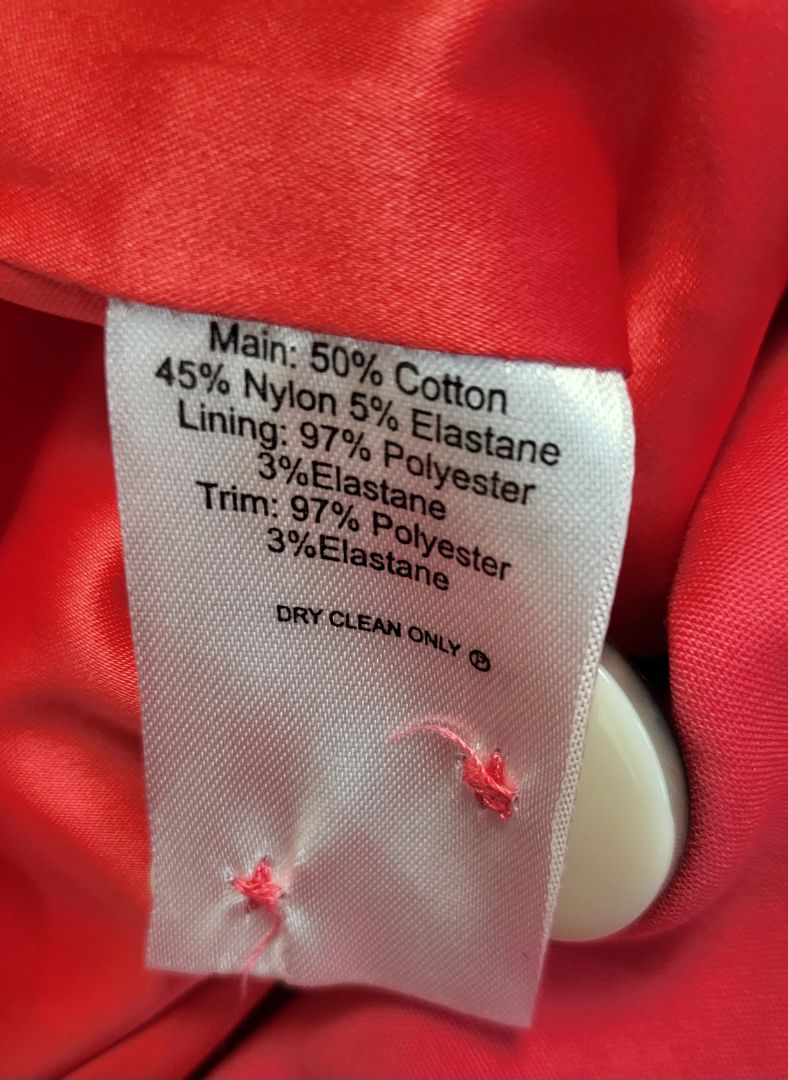 Main: 50% Cotton
45% Nylon 5% Elastane
Lining: 97% Polyester
3%Elastane
Trim: 97% Polyester
3%Elastane
DRY CLEAN ONLY Ⓟ